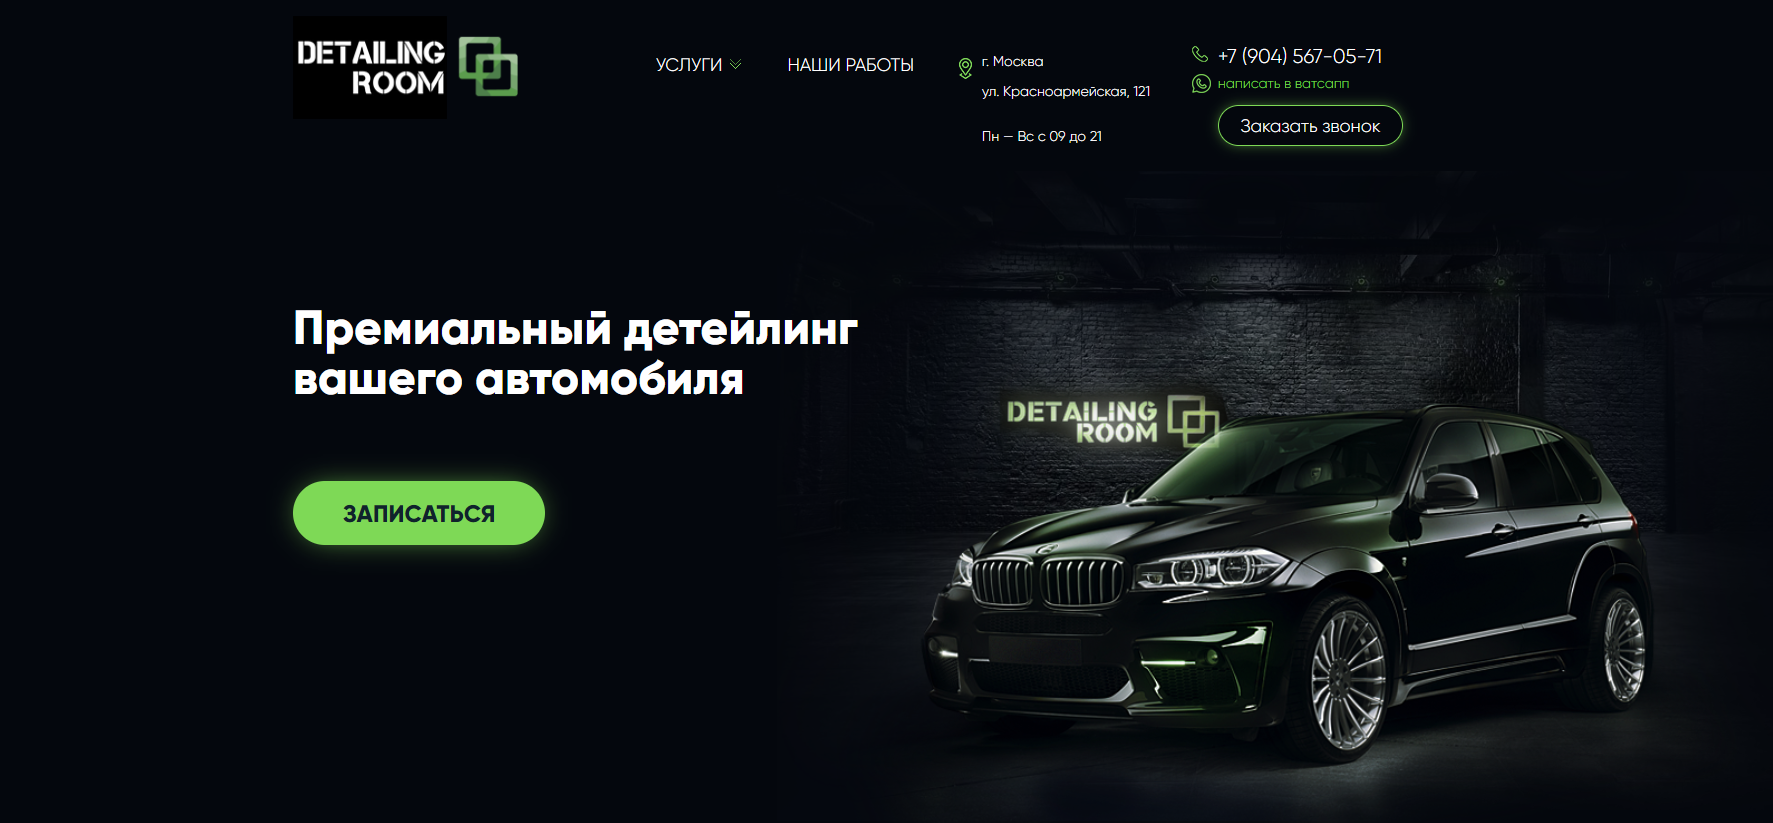 DETAILING
ROOM
УСЛУГИ
НАШИ РАБОТЫ
г. Москва
ул. Красноармейская, 121
Пн — Вс с 09 до 21
+7 (904) 567-05-71
написать в ватсапп
Заказать звонок
Премиальный детейлинг
вашего автомобиля
ЗАПИСАТЬСЯ
DETAILING
ROOM